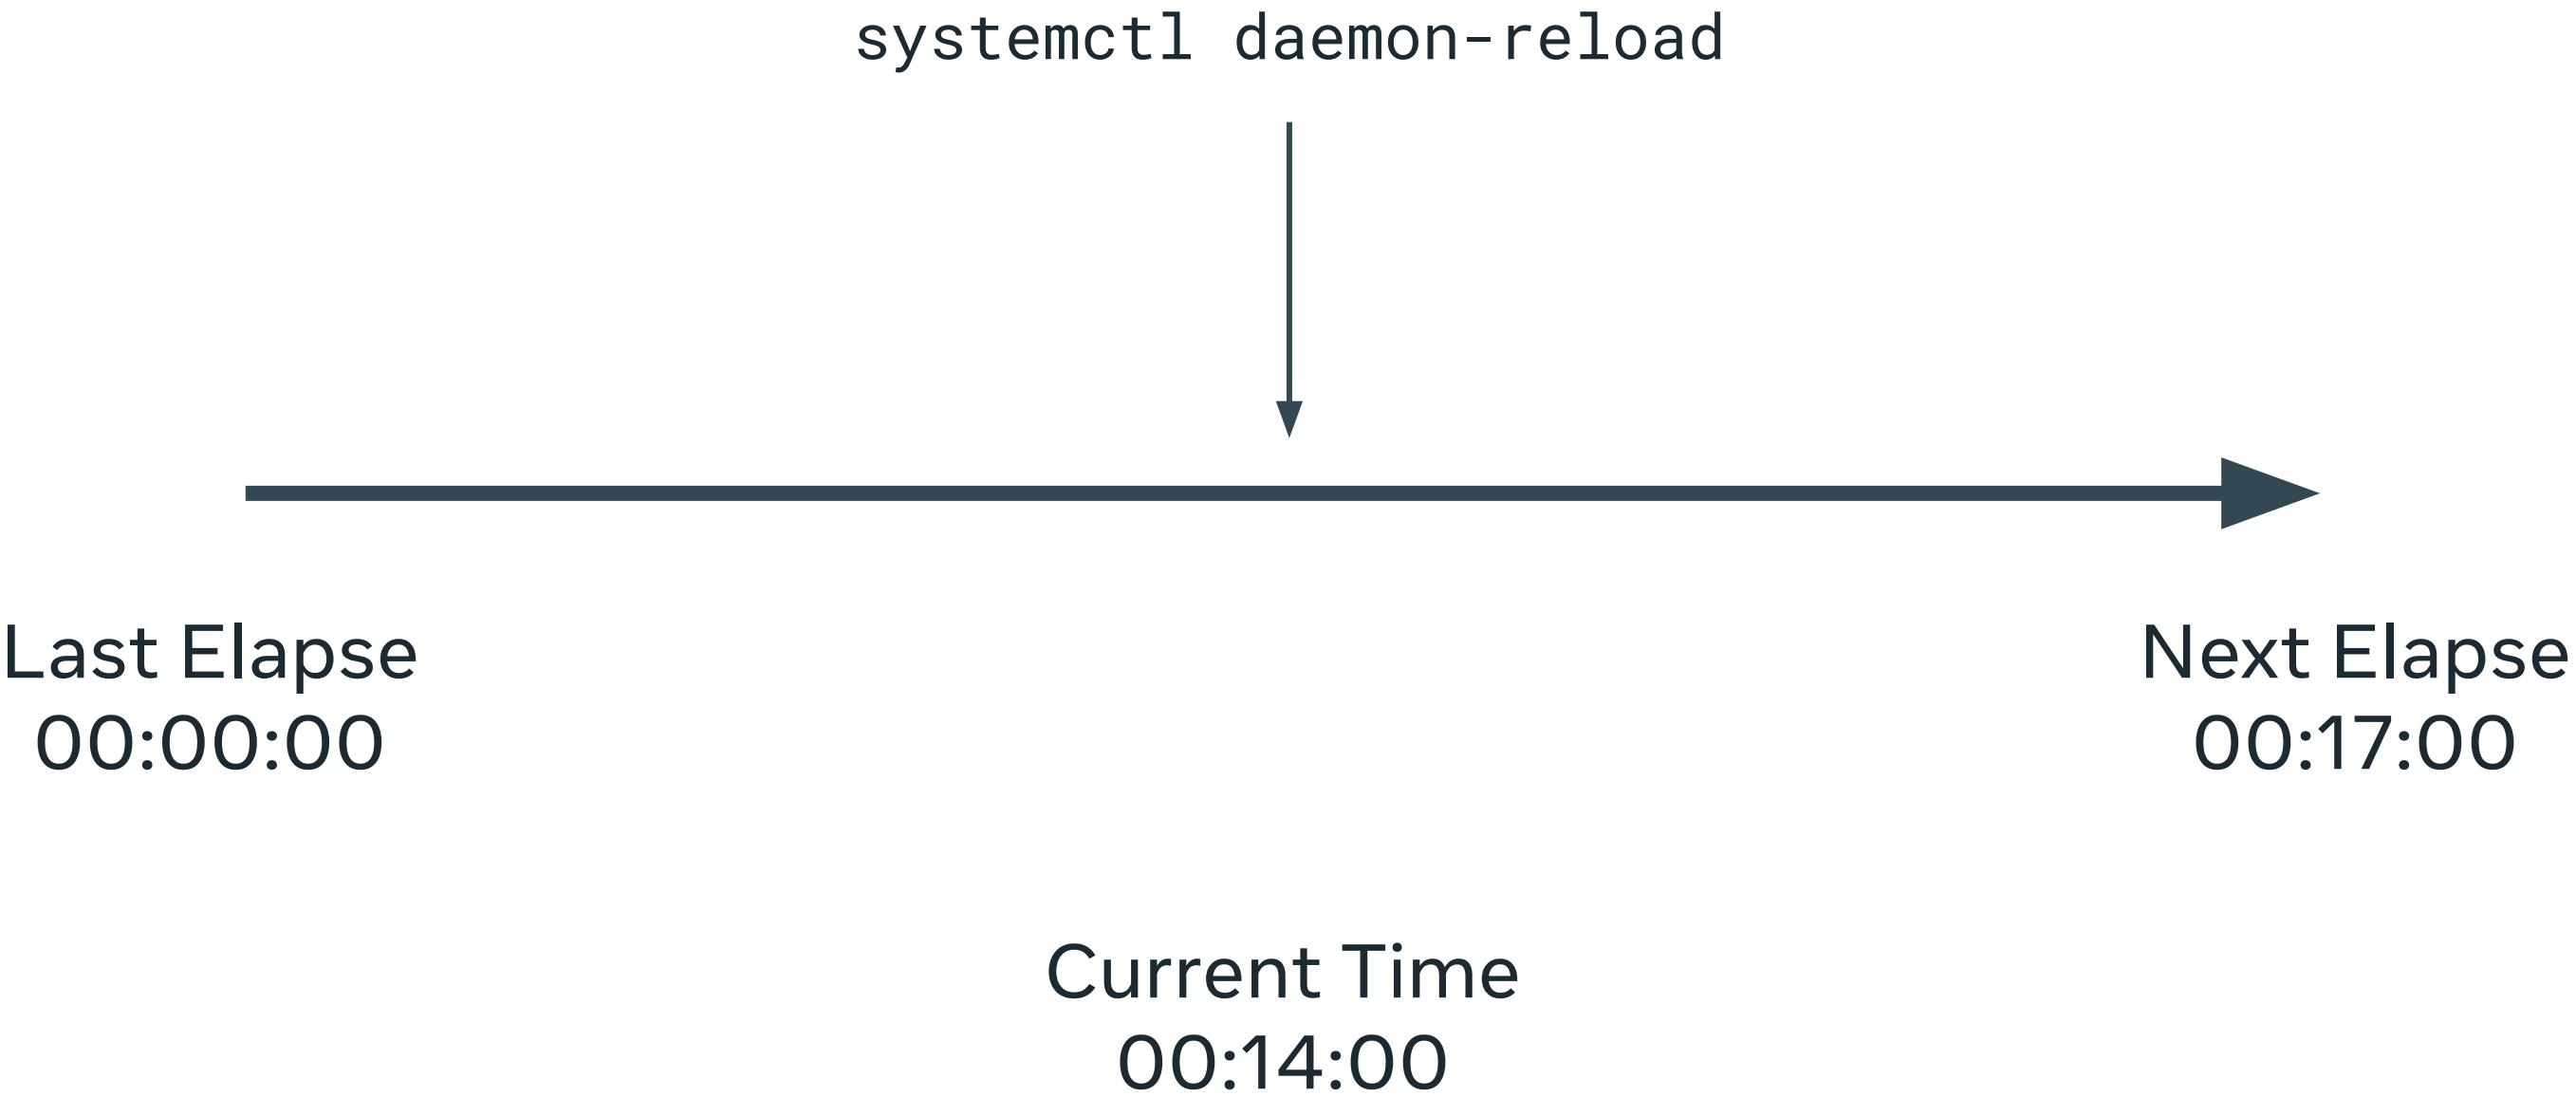 systemctl daemon-reload
Last Elapse
00:00:00
Next Elapse
00:17:00
Current Time
00:14:00